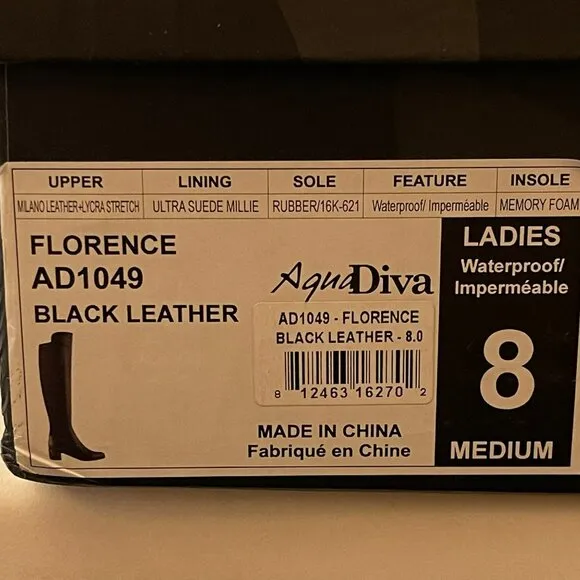 UPPER LINING SOLE FEATURE INSOLE
MILANO LEATHER+LYCRA STRETCH ULTRA SUEDE MILLIE RUBBER/16K-621 Waterproof/ Imperméable MEMORY FOAM
FLORENCE
AD1049
BLACK LEATHER
AquaDiva
AD1049 - FLORENCE
BLACK LEATHER - 8.0
8 12463 16270 2
MADE IN CHINA
Fabriqué en Chine
LADIES
Waterproof/
Imperméable
8
MEDIUM